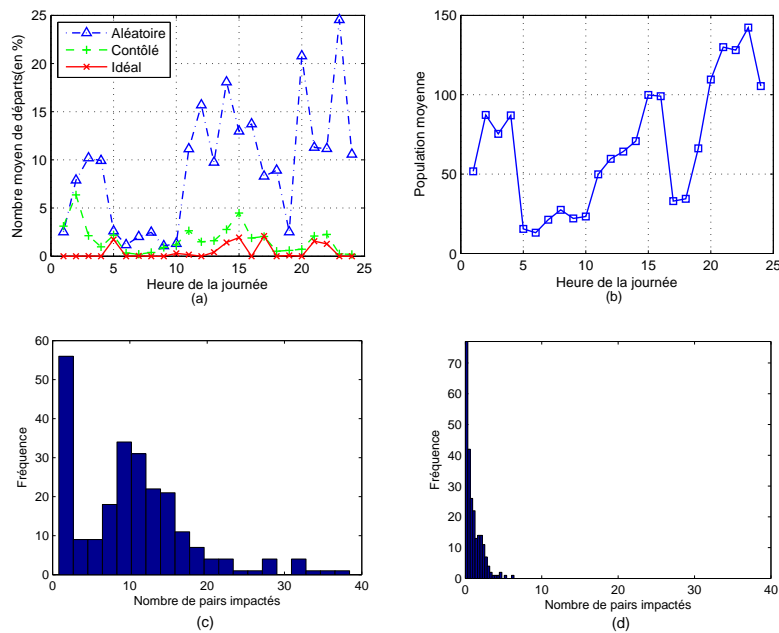 Nombre moyen de départs(en %)
25
20
15
10
5
0
Aléatoire
Contôlé
Idéal
0 5 10 15 20 25
Heure de la journée
(a)
Population moyenne
150
100
50
0
0 5 10 15 20 25
Heure de la journée
(b)
Fréquence
60
50
40
30
20
10
0
0 10 20 30 40
Nombre de pairs impactés
(c)
Fréquence
70
60
50
40
30
20
10
0
0 10 20 30 40
Nombre de pairs impactés
(d)